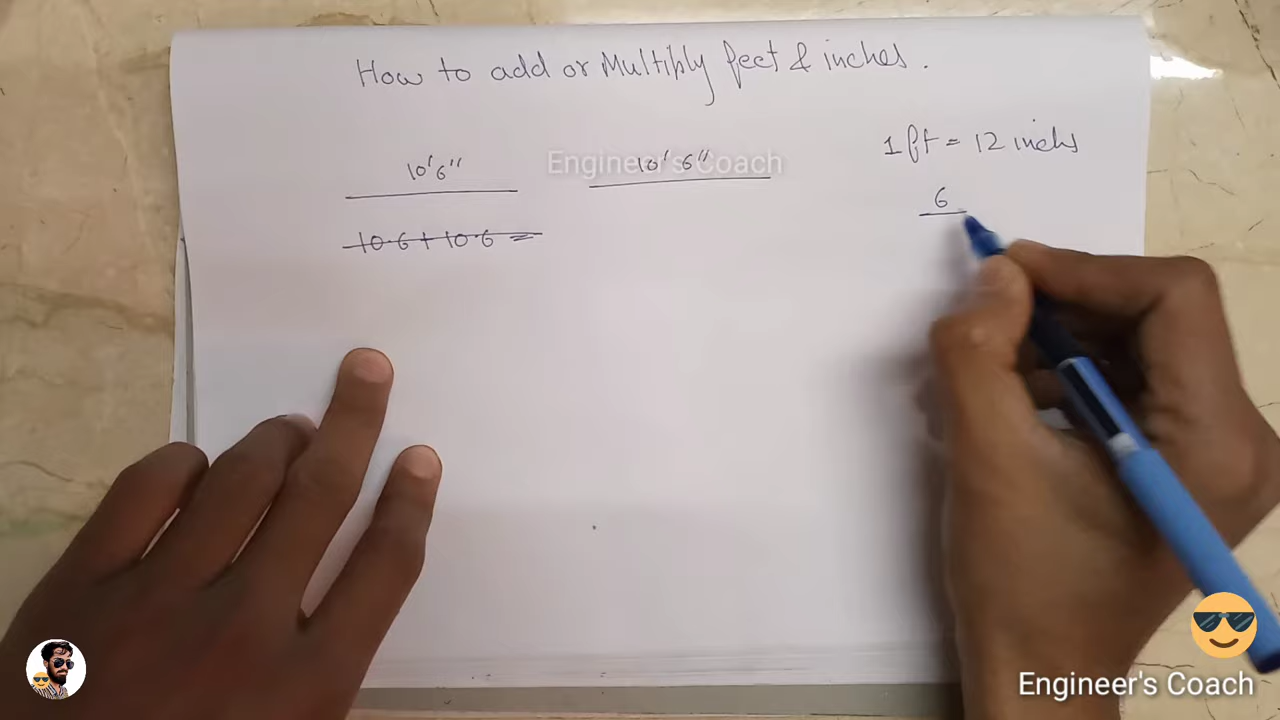 How to add or Multiply feet & inches.
10'6" 10'6"
Engineer's Coach
1 ft = 12 inchs
6
10.6 + 10.6 =
Engineer's Coach